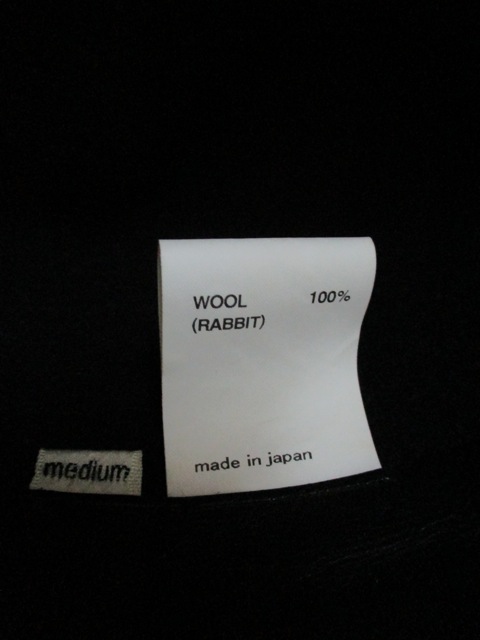 WOOL 100%
(RABBIT)
made in japan
medium